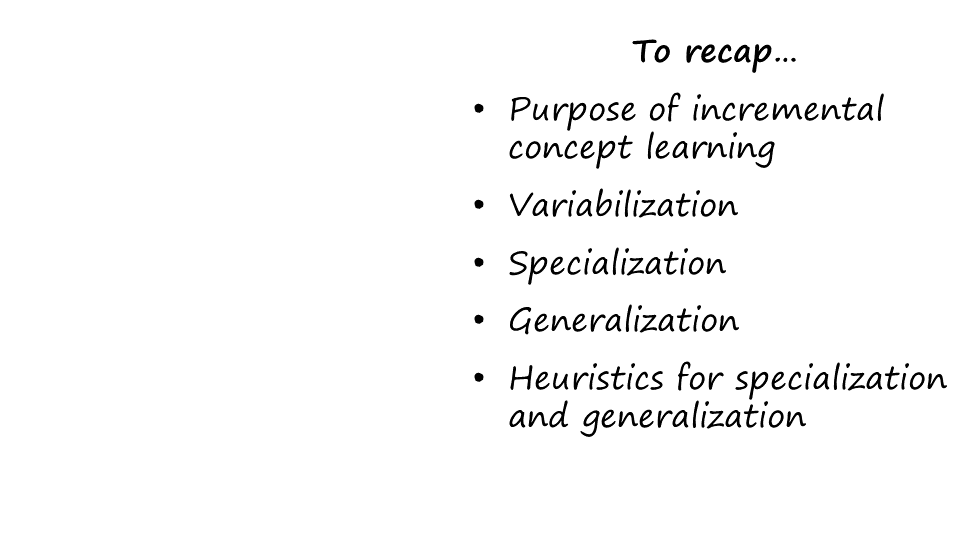 To recap...
• Purpose of incremental
concept learning
• Variabilization
• Specialization
• Generalization
• Heuristics for specialization
and generalization